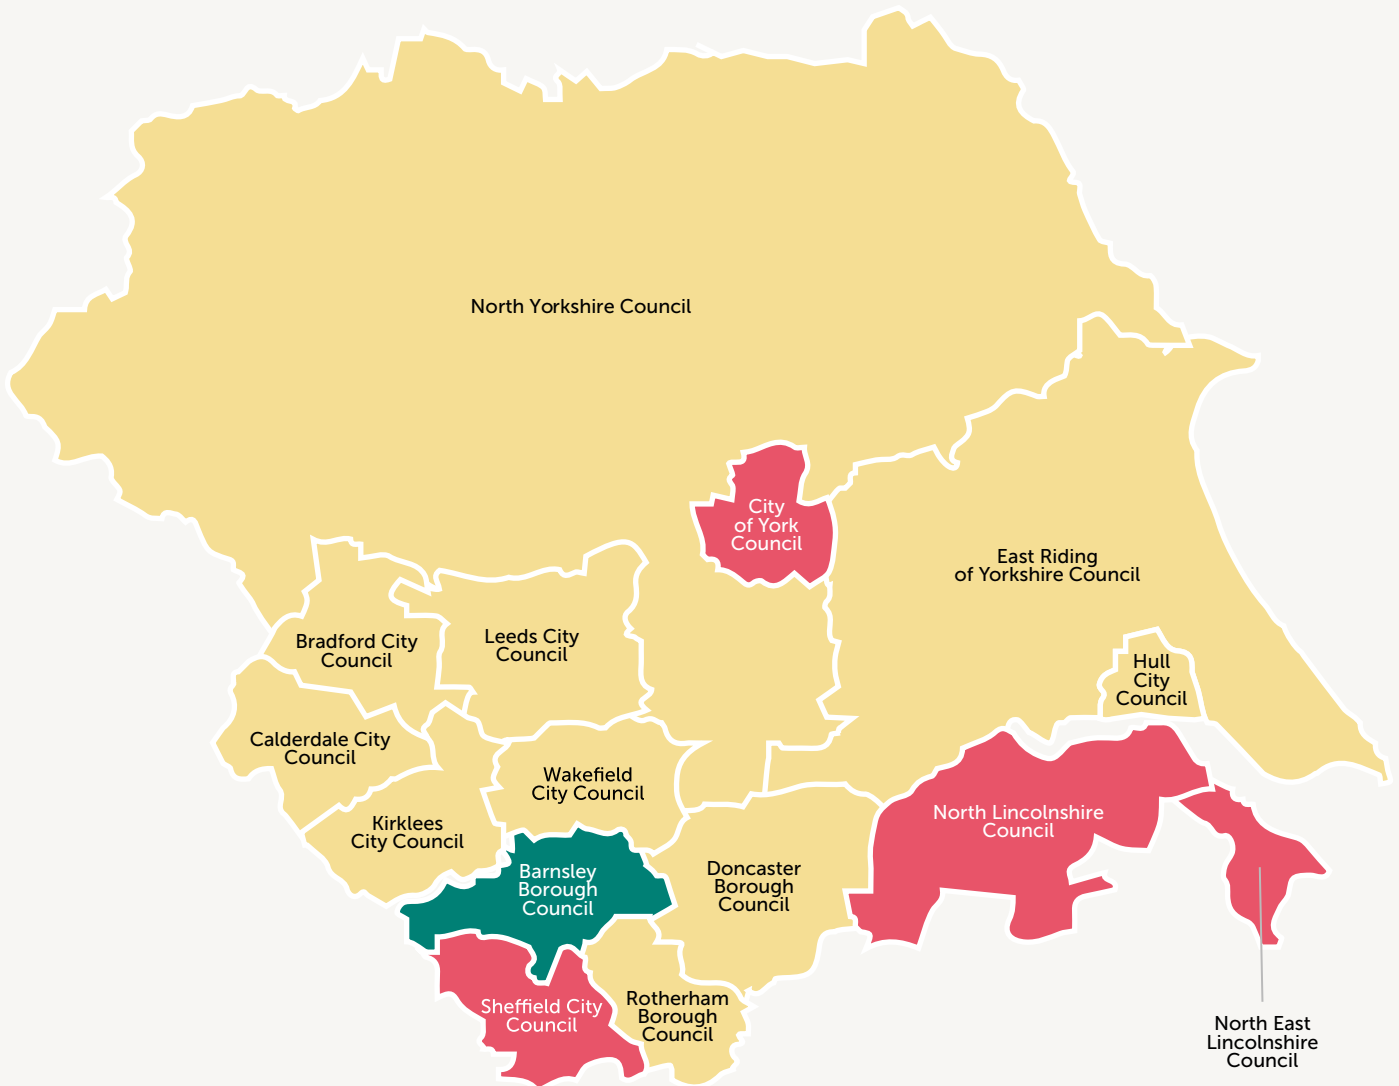 North Yorkshire Council
City
of York
Council
East Riding
of Yorkshire Council
Bradford City
Council
Leeds City
Council
Hull
City
Council
Calderdale City
Council
Wakefield
City Council
Kirklees
City Council
North Lincolnshire
Council
Barnsley
Borough
Council
Doncaster
Borough
Council
Sheffield City
Council
Rotherham
Borough
Council
North East
Lincolnshire
Council